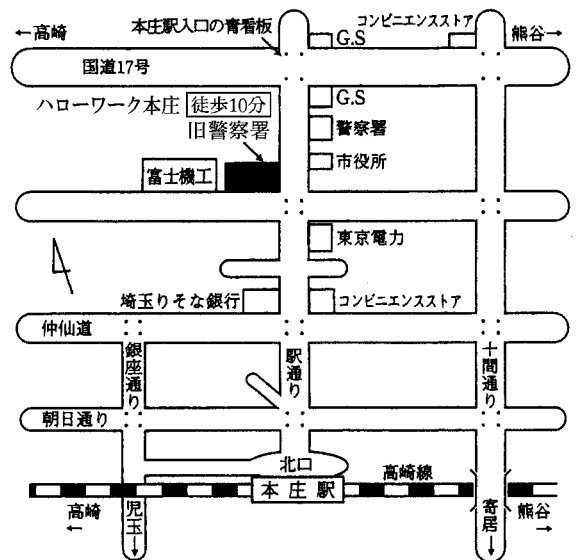 コンビニエンスストア
←高崎
本庄駅入口の青看板
G.S
熊谷→
国道17号
ハローワーク本庄 徒歩10分
G.S
旧警察署
警察署
市役所
富士機工
東京電力
埼玉りそな銀行
コンビニエンスストア
仲仙道
銀座通り
駅通り
十間通り
朝日通り
北口
高崎線
本庄駅
高崎
←
児玉
↓
寄居
↓
熊谷
→